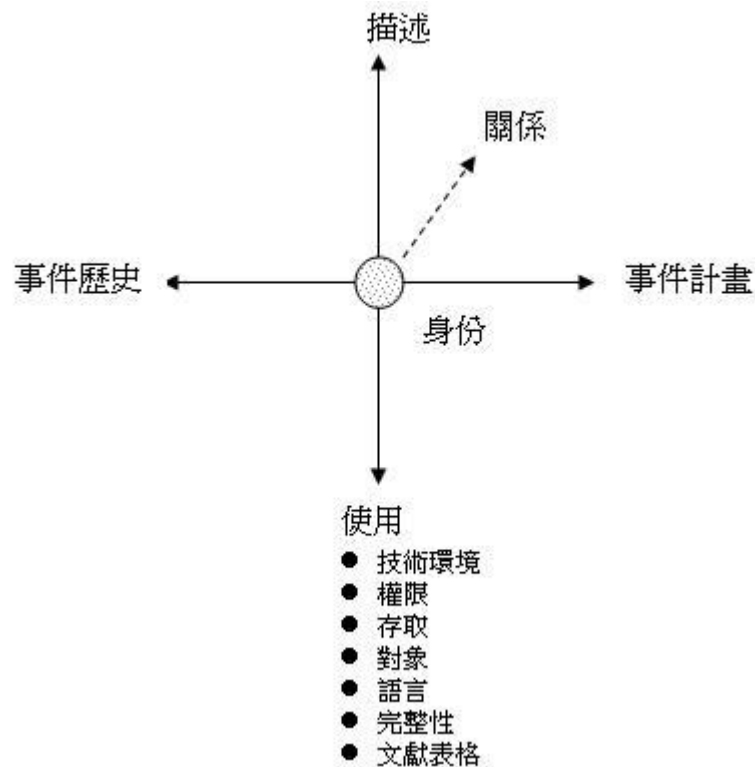 描述
關係
事件歷史
事件計畫
身份
使用
● 技術環境
● 權限
● 存取
● 對象
● 語言
● 完整性
● 文獻表格